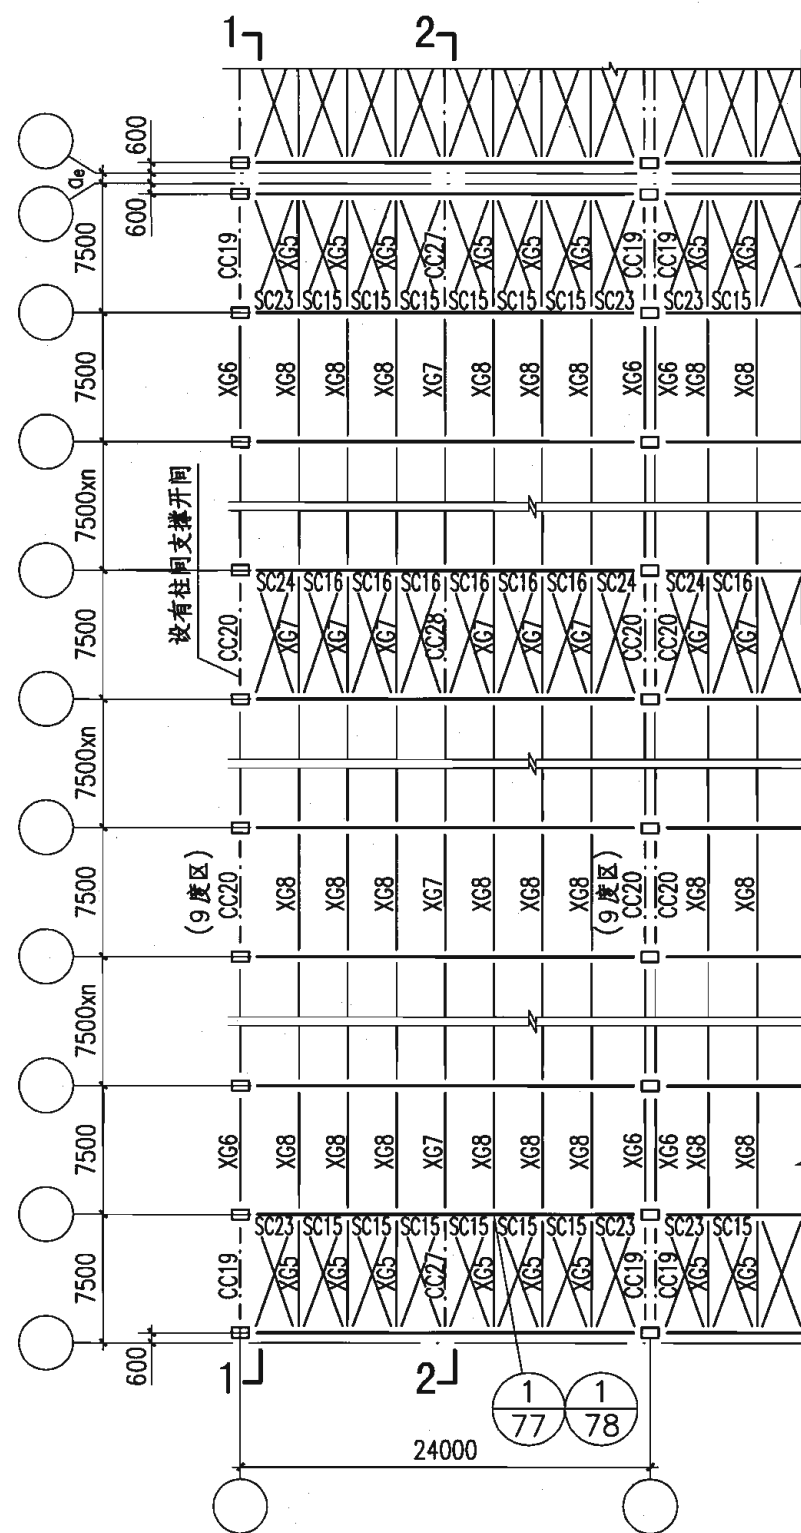 1 2
600
ae
600
7500 CC19 XG5 XG5 XG5 CC27 XG5 XG5 XG5 CC19 CC19 XG5 XG5
SC23 SC15 SC15 SC15 SC15 SC15 SC15 SC23 SC23 SC15
7500 XG6 XG8 XG8 XG8 XG7 XG8 XG8 XG8 XG6 XG6 XG8 XG8
7500xn
设有柱间支撑开间
SC24 SC16 SC16 SC16 SC16 SC16 SC16 SC24 SC24 SC16
7500 CC20 XG7 XG7 XG7 CC28 XG7 XG7 XG7 CC20 CC20 XG7 XG7
7500xn
(9度区) (9度区)
7500 CC20 XG8 XG8 XG8 XG7 XG8 XG8 XG8 CC20 CC20 XG8 XG8
7500xn
7500 XG6 XG8 XG8 XG8 XG7 XG8 XG8 XG8 XG6 XG6 XG8 XG8
SC23 SC15 SC15 SC15 SC15 SC15 SC15 SC23 SC23 SC15
7500 CC19 XG5 XG5 XG5 CC27 XG5 XG5 XG5 CC19 CC19 XG5 XG5
600
1 2
1 1
77 78
24000